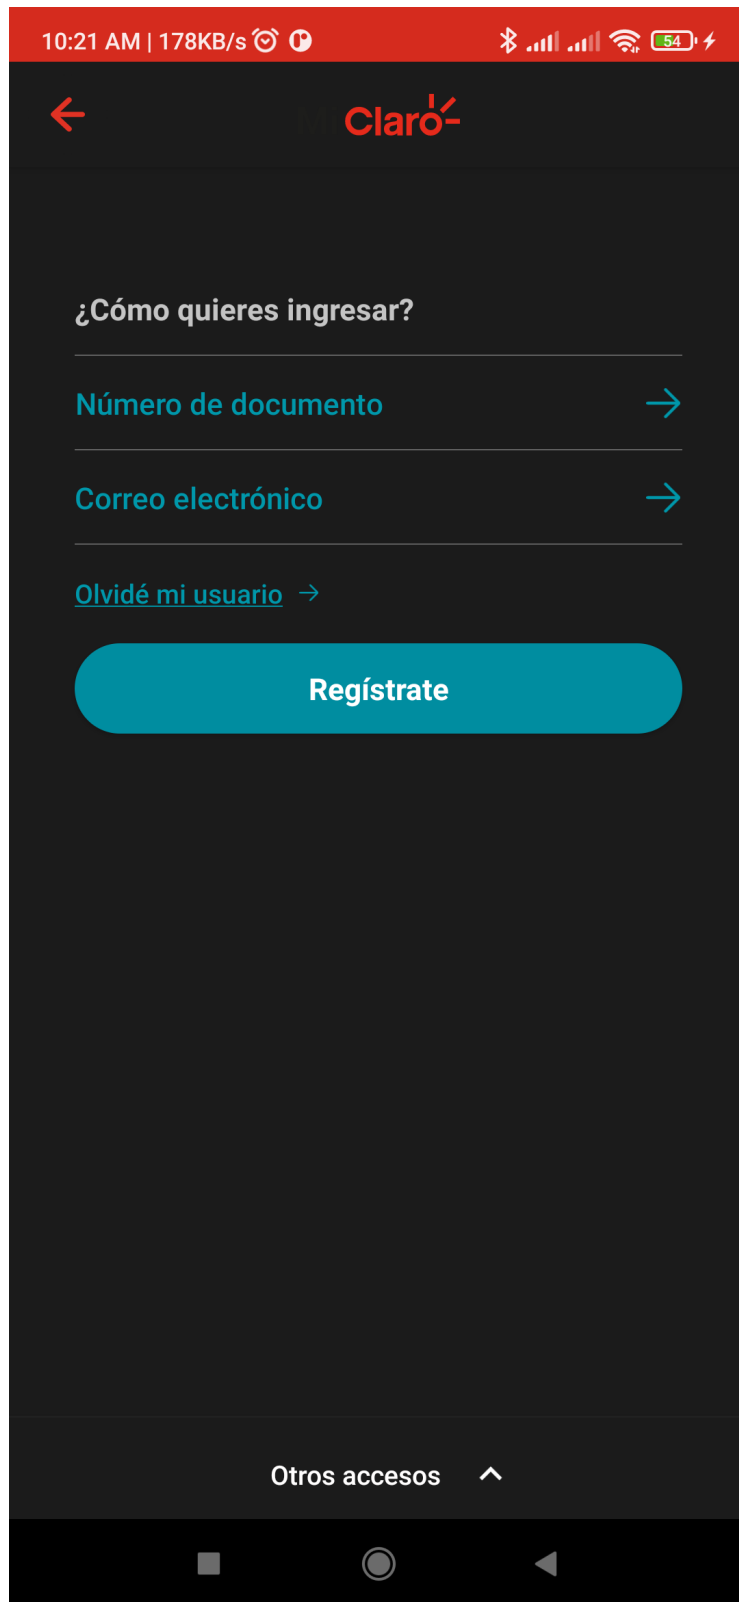 10:21 AM | 178KB/s
54
Mi Claro
¿Cómo quieres ingresar?
Número de documento
Correo electrónico
Olvidé mi usuario
Regístrate
Otros accesos